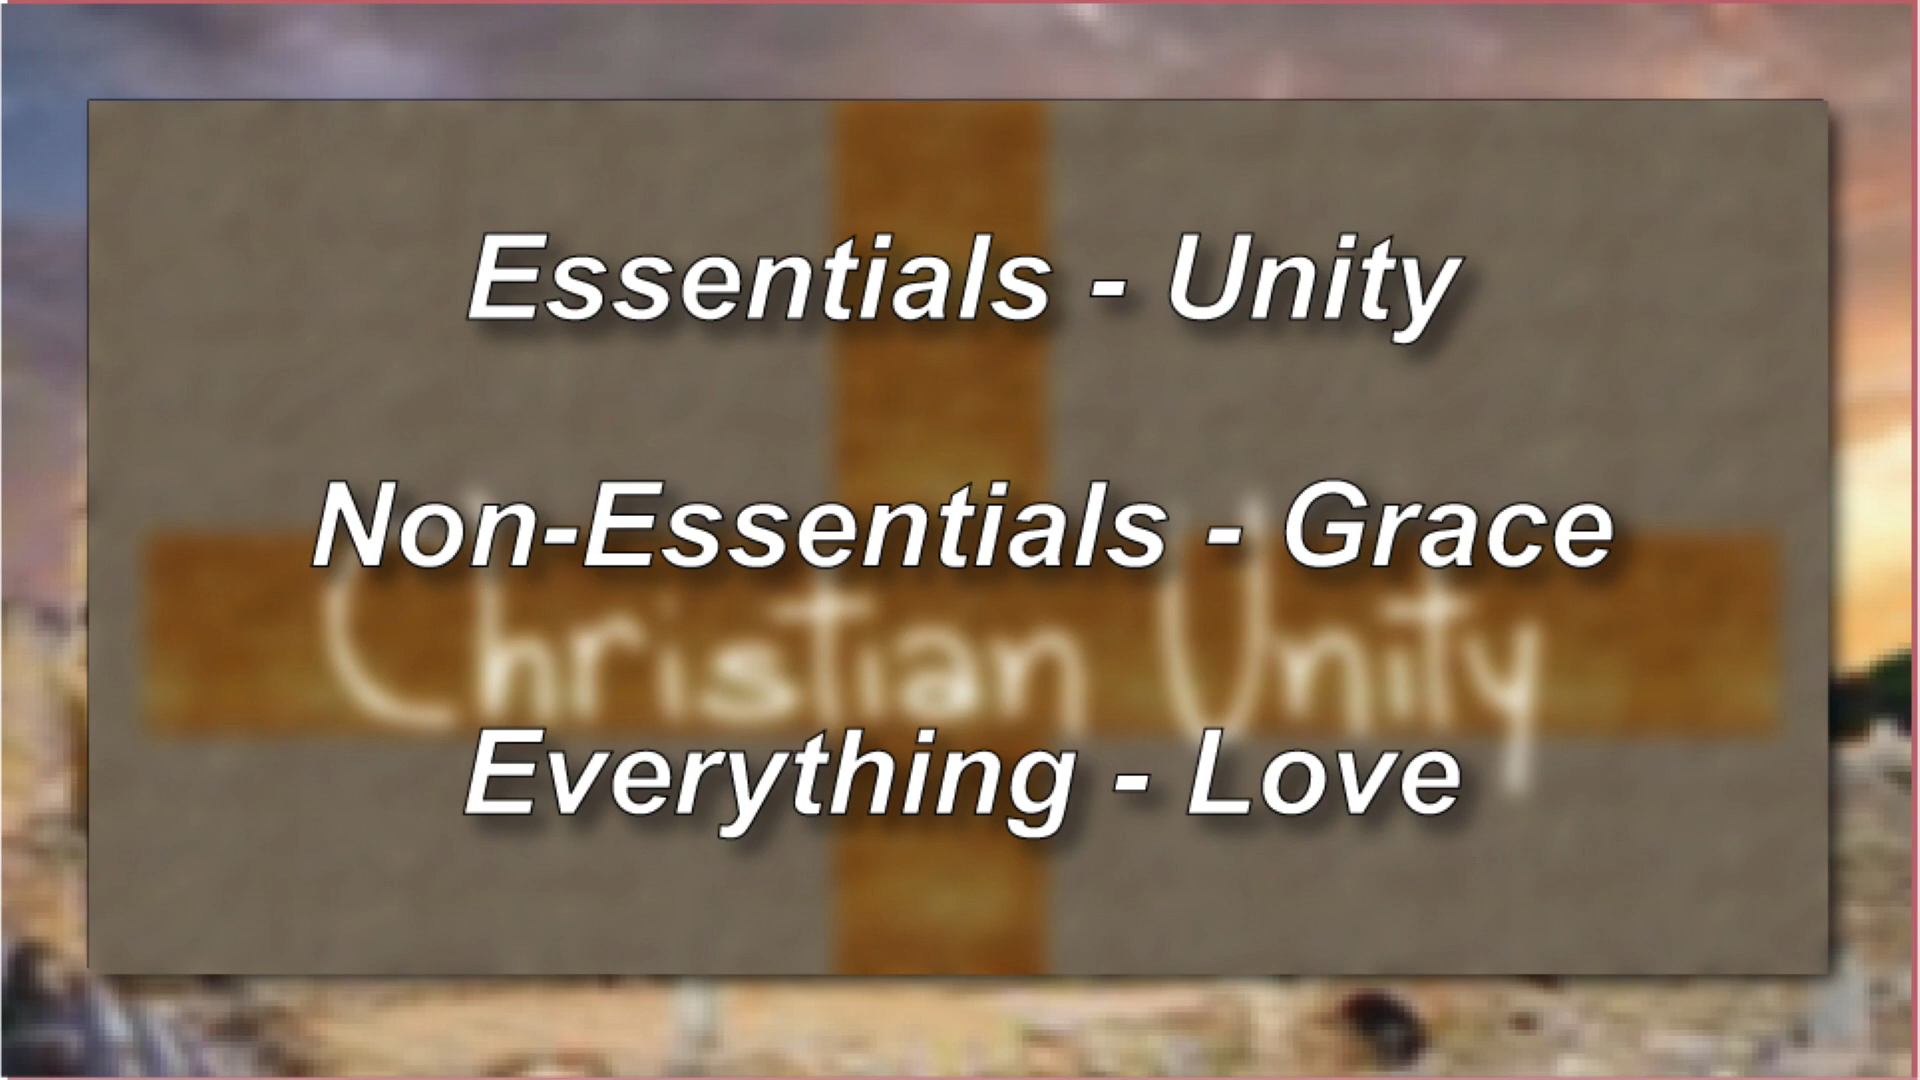 Essentials - Unity
Non-Essentials - Grace
Christian Unity
Everything - Love